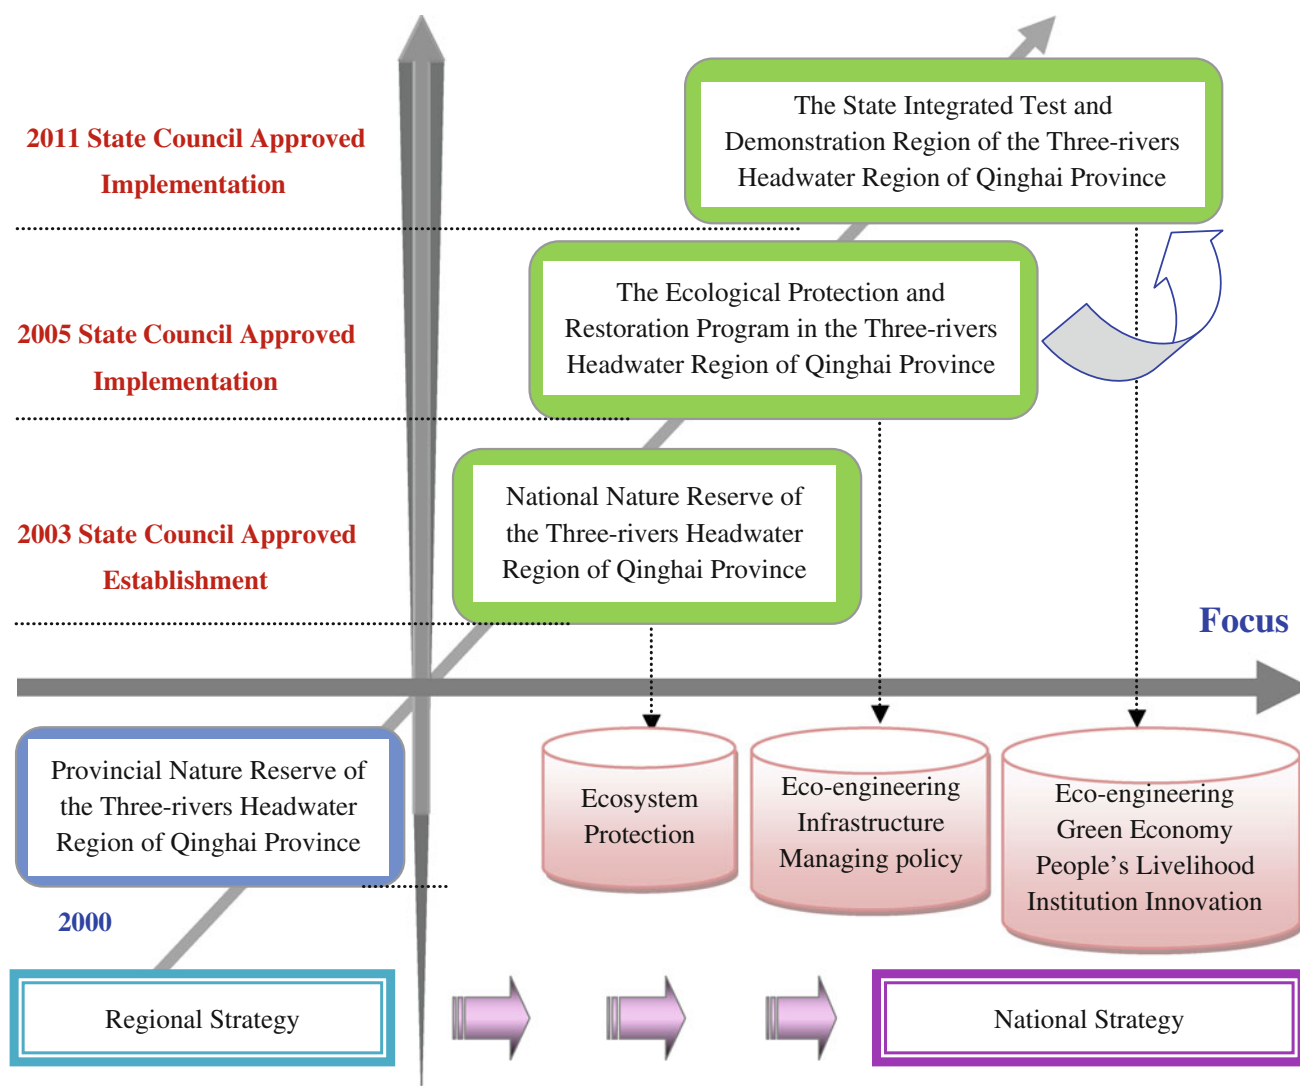 2011 State Council Approved
Implementation
The State Integrated Test and
Demonstration Region of the Three-rivers
Headwater Region of Qinghai Province
2005 State Council Approved
Implementation
The Ecological Protection and
Restoration Program in the Three-rivers
Headwater Region of Qinghai Province
2003 State Council Approved
Establishment
National Nature Reserve of
the Three-rivers Headwater
Region of Qinghai Province
Focus
Provincial Nature Reserve of
the Three-rivers Headwater
Region of Qinghai Province
2000
Ecosystem
Protection
Eco-engineering
Infrastructure
Managing policy
Eco-engineering
Green Economy
People’s Livelihood
Institution Innovation
Regional Strategy
National Strategy